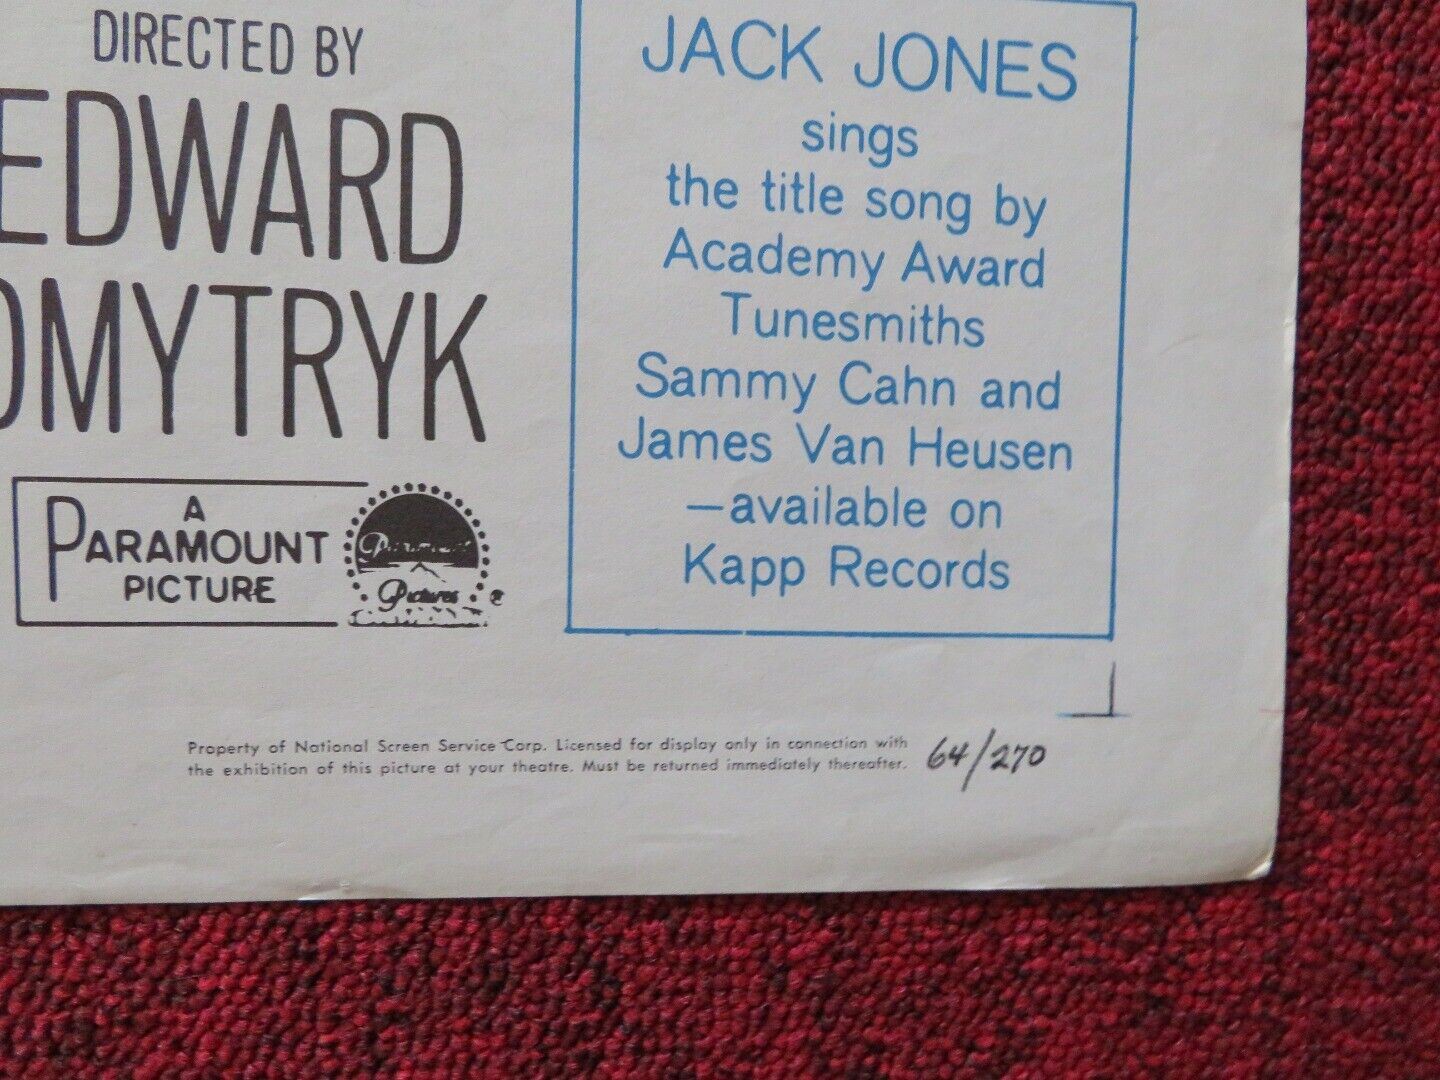 DIRECTED BY
EDWARD
DMYTRYK
A
PARAMOUNT
PICTURE
Paramount
Pictures
®
JACK JONES
sings
the title song by
Academy Award
Tunesmiths
Sammy Cahn and
James Van Heusen
—available on
Kapp Records
Property of National Screen Service Corp. Licensed for display only in connection with
the exhibition of this picture at your theatre. Must be returned immediately thereafter.
64/270